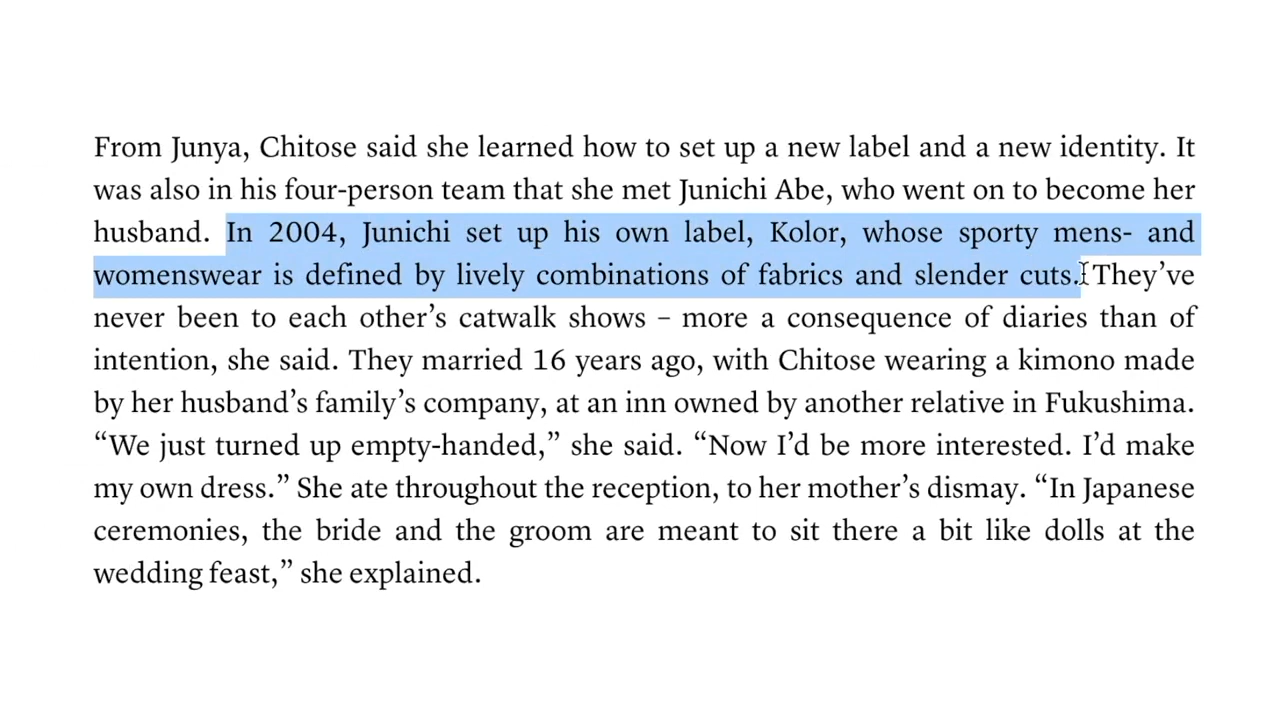 From Junya, Chitose said she learned how to set up a new label and a new identity. It
was also in his four-person team that she met Junichi Abe, who went on to become her
husband. In 2004, Junichi set up his own label, Kolor, whose sporty mens- and
womenswear is defined by lively combinations of fabrics and slender cuts. They’ve
never been to each other’s catwalk shows – more a consequence of diaries than of
intention, she said. They married 16 years ago, with Chitose wearing a kimono made
by her husband’s family’s company, at an inn owned by another relative in Fukushima.
“We just turned up empty-handed,” she said. “Now I’d be more interested. I’d make
my own dress.” She ate throughout the reception, to her mother’s dismay. “In Japanese
ceremonies, the bride and the groom are meant to sit there a bit like dolls at the
wedding feast,” she explained.